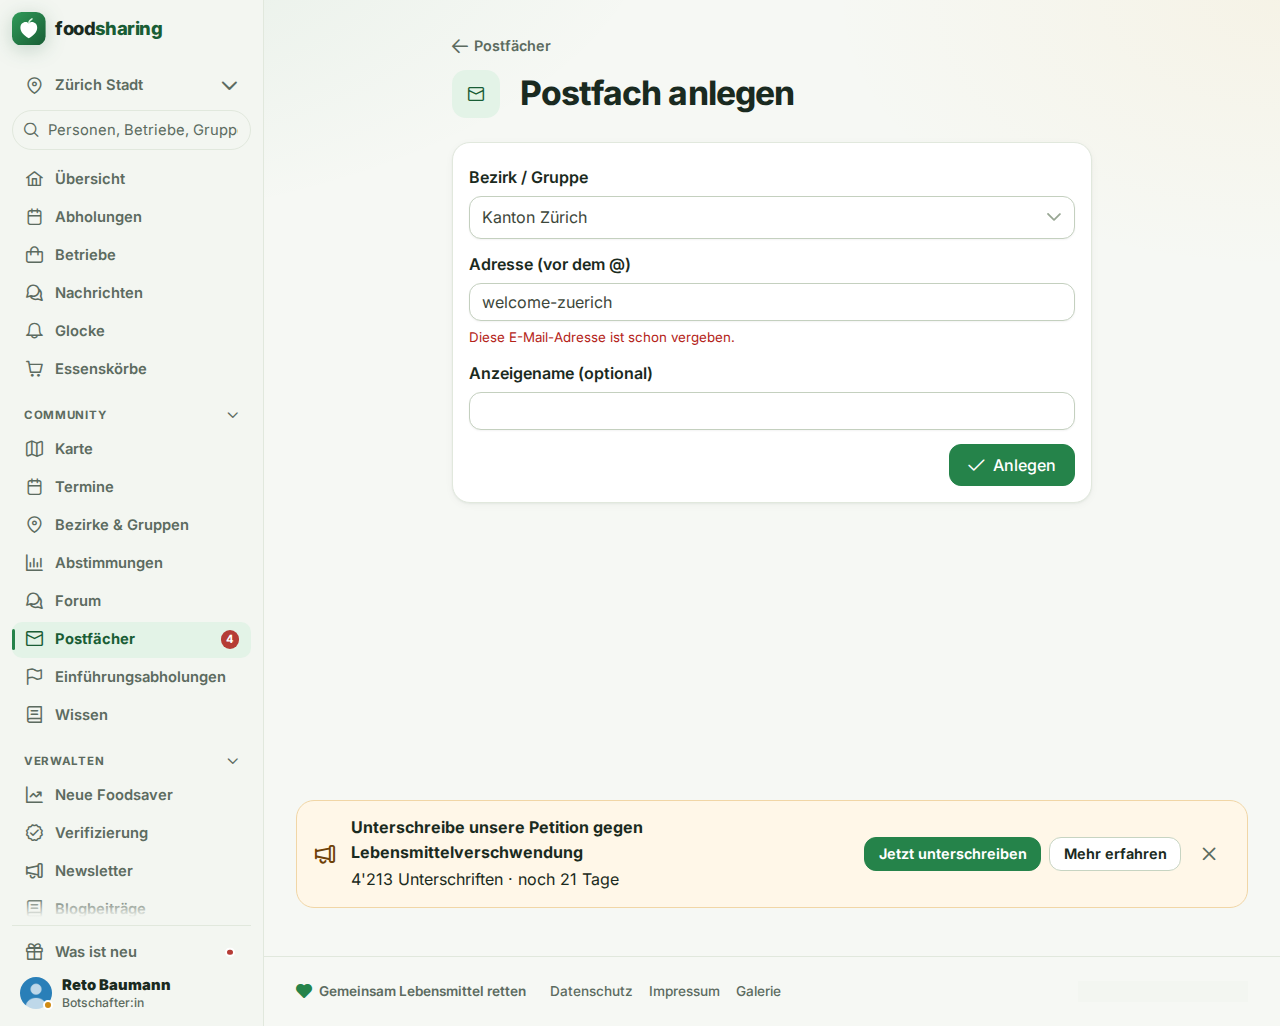 foodsharing
Zürich Stadt
Personen, Betriebe, Grupp
Übersicht
Abholungen
Betriebe
Nachrichten
Glocke
Essenskörbe
COMMUNITY
Karte
Termine
Bezirke & Gruppen
Abstimmungen
Forum
Postfächer 4
Einführungsabholungen
Wissen
VERWALTEN
Neue Foodsaver
Verifizierung
Newsletter
Blogbeiträge
Was ist neu
Reto Baumann
Botschafter:in
Postfächer
Postfach anlegen
Bezirk / Gruppe
Kanton Zürich
Adresse (vor dem @)
welcome-zuerich
Diese E-Mail-Adresse ist schon vergeben.
Anzeigename (optional)
Anlegen
Unterschreibe unsere Petition gegen
Lebensmittelverschwendung
4'213 Unterschriften · noch 21 Tage
Jetzt unterschreiben
Mehr erfahren
Gemeinsam Lebensmittel retten Datenschutz Impressum Galerie